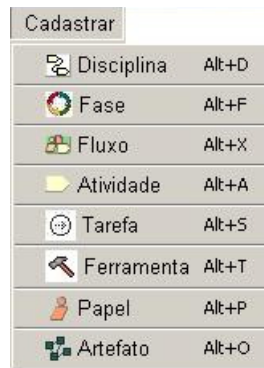 Cadastrar
Disciplina Alt+D
Fase Alt+F
Fluxo Alt+X
Atividade Alt+A
Tarefa Alt+S
Ferramenta Alt+T
Papel Alt+P
Artefato Alt+O